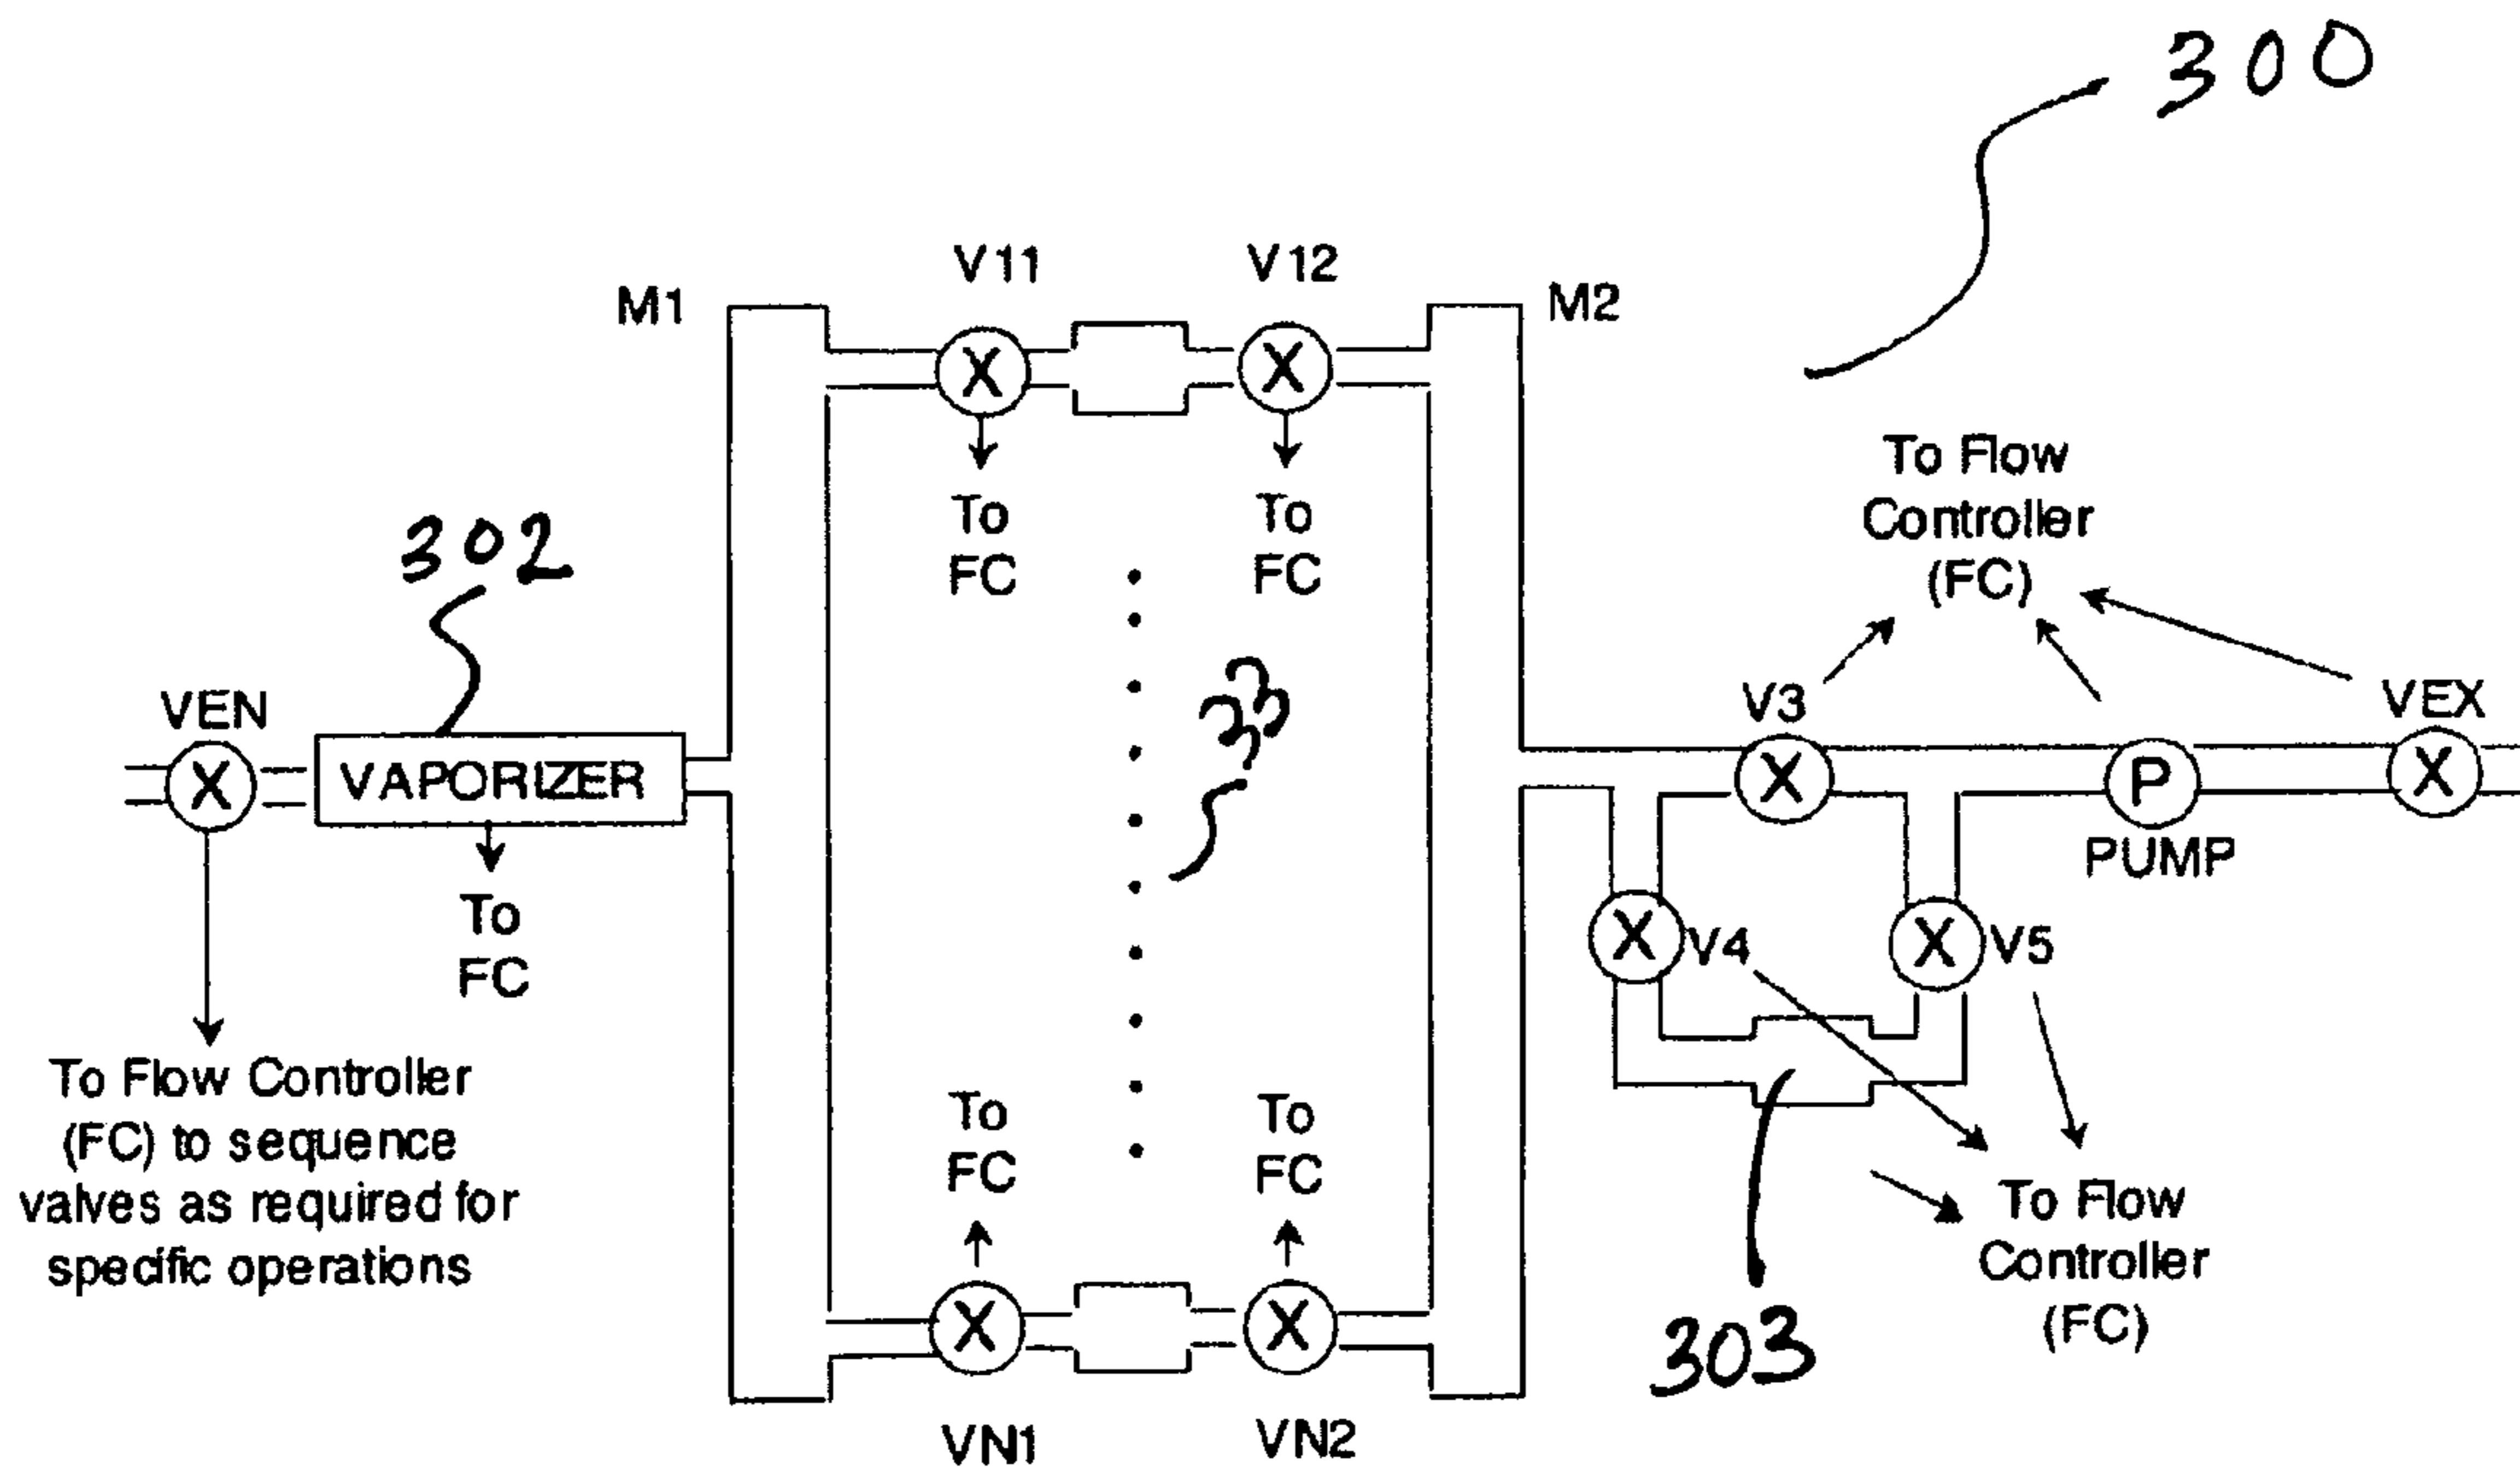 300
V11
V12
M1
M2
To Flow
Controller
(FC)
To
FC
To
FC
302
33
VEN
V3
VEX
X
X
VAPORIZER
X
X
P
X
PUMP
To
FC
X
V4
X
V5
To Flow Controller
(FC) to sequence
valves as required for
specific operations
To
FC
To
FC
To Flow
Controller
(FC)
303
X
X
VN1
VN2